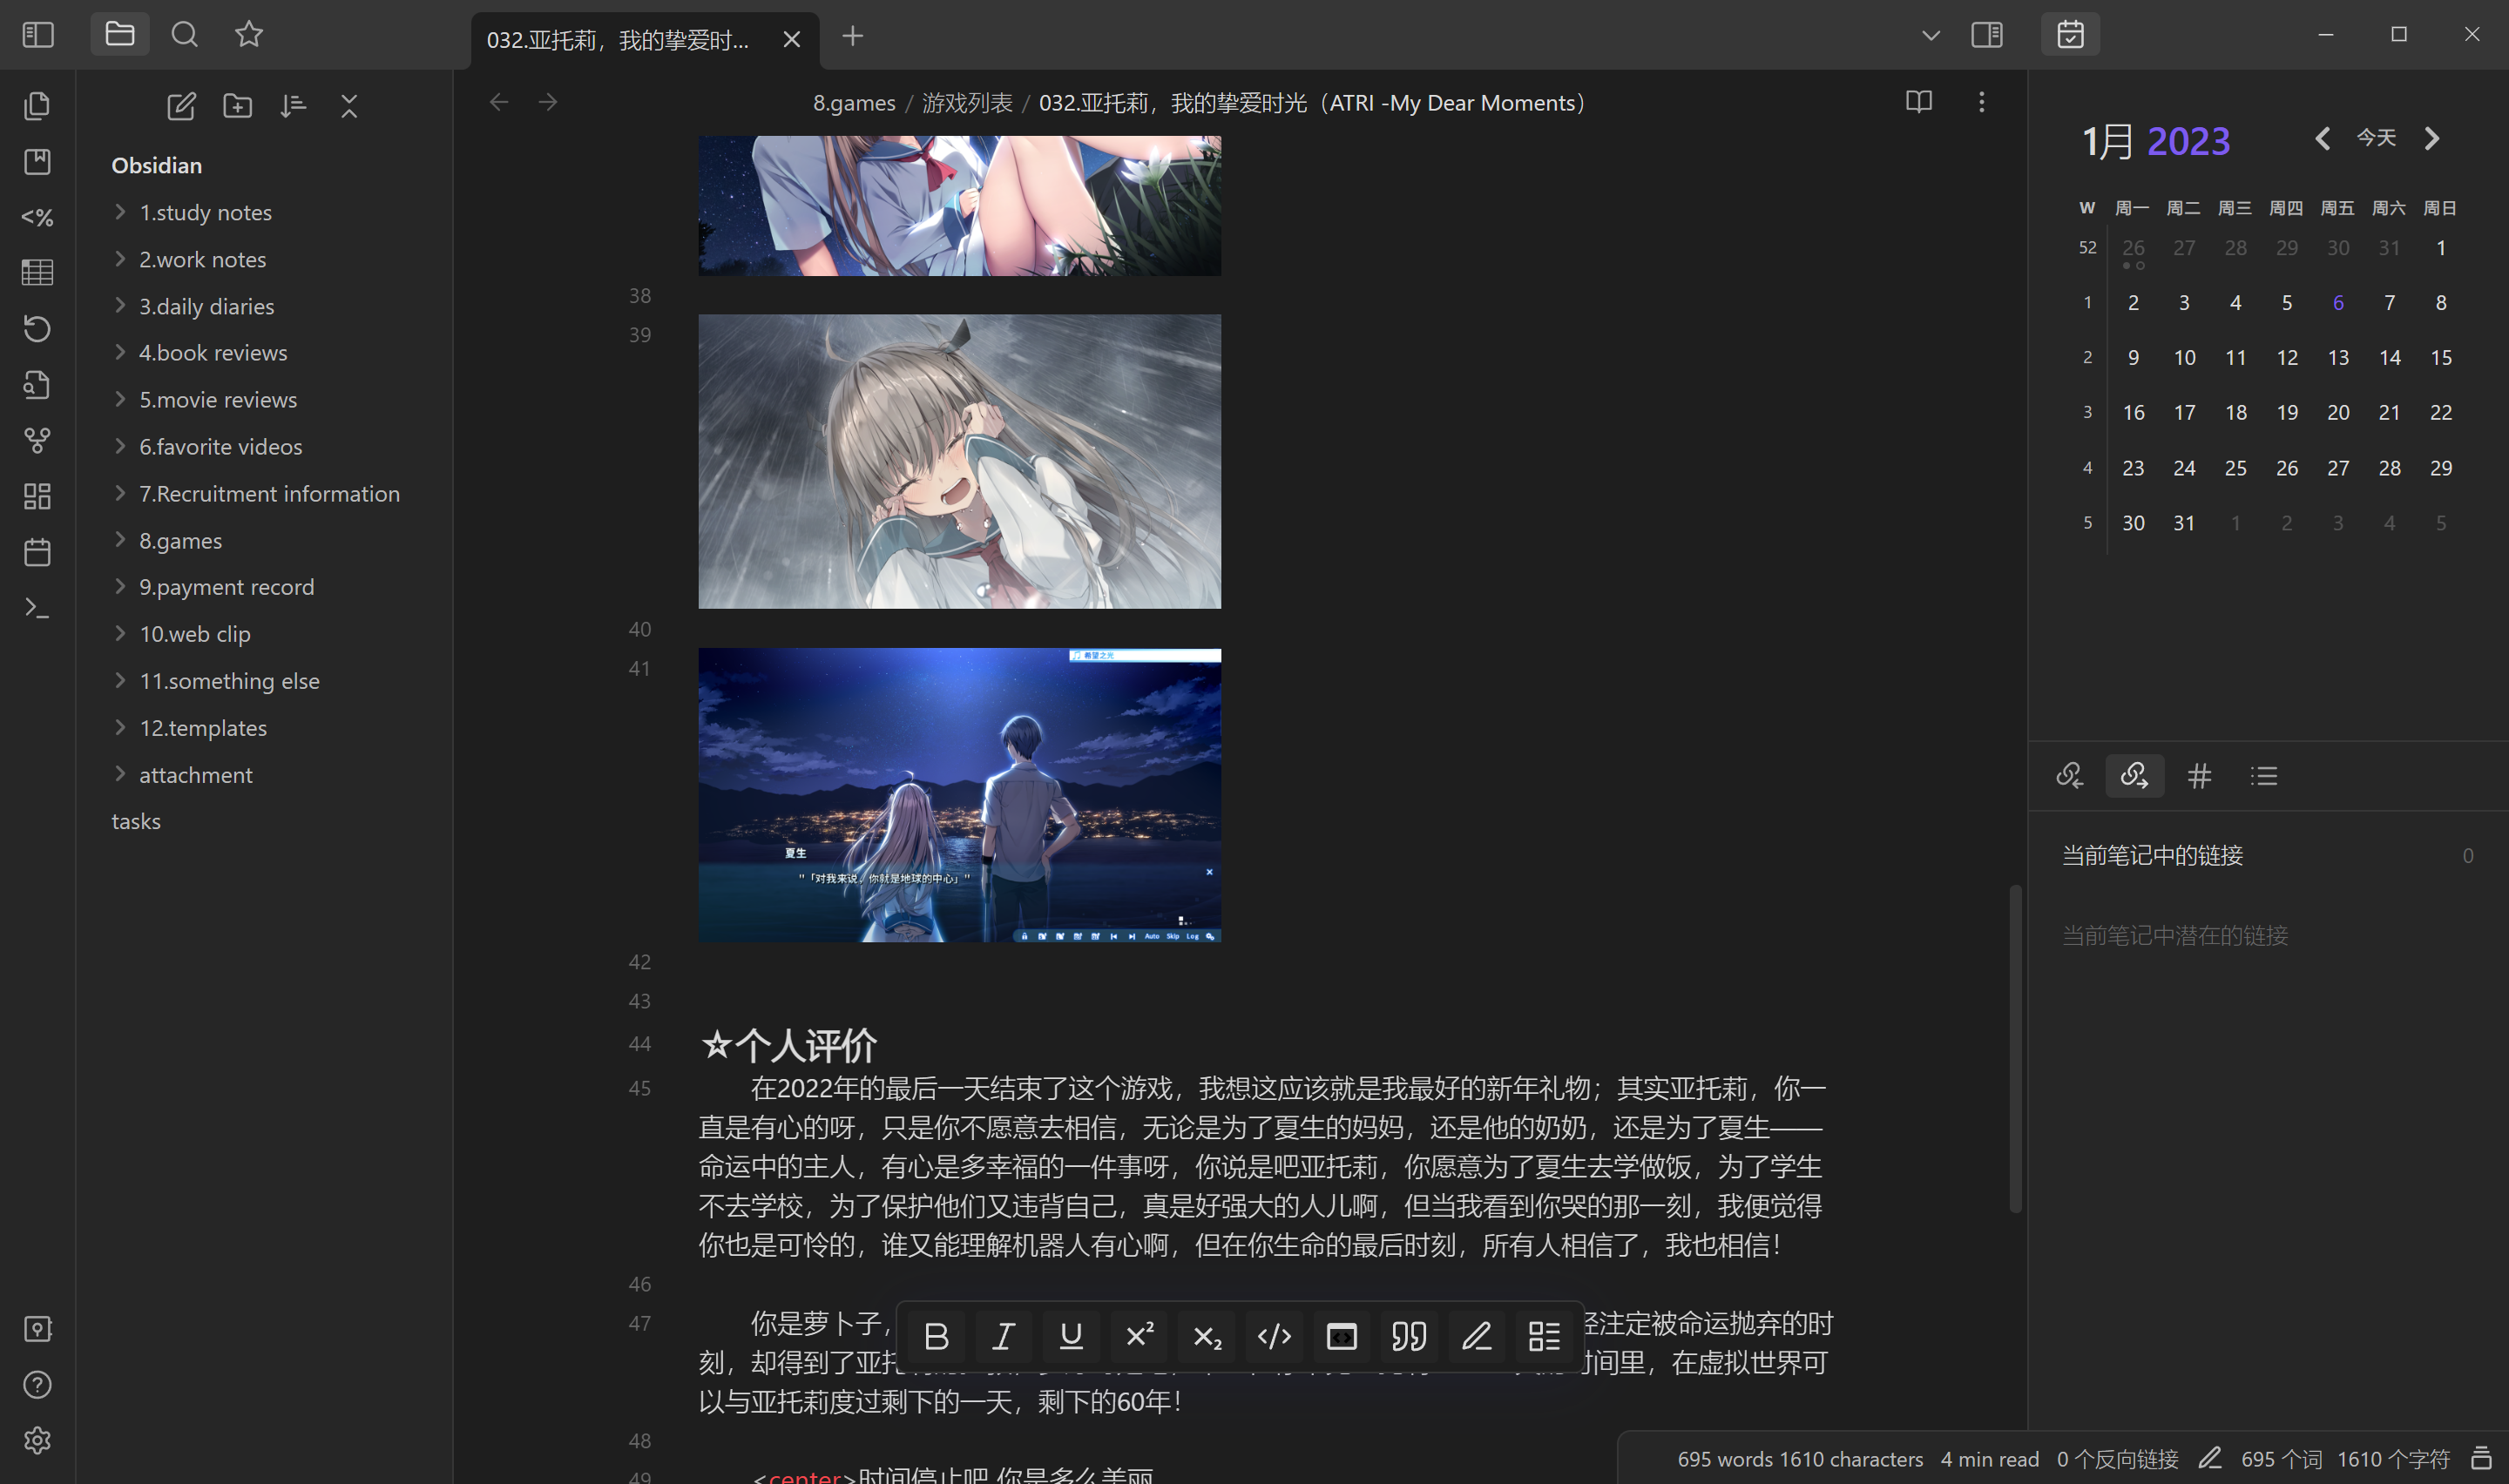 032.亚托莉，我的挚爱时...
8.games / 游戏列表 / 032.亚托莉，我的挚爱时光（ATRI -My Dear Moments）
Obsidian
1.study notes
2.work notes
3.daily diaries
4.book reviews
5.movie reviews
6.favorite videos
7.Recruitment information
8.games
9.payment record
10.web clip
11.something else
12.templates
attachment
tasks
38
39
40
41
希望之光
夏生
"「对我来说，你就是地球的中心」"
Auto Skip Log
42
43
44 ☆个人评价
45 在2022年的最后一天结束了这个游戏，我想这应该就是我最好的新年礼物；其实亚托莉，你一
直是有心的呀，只是你不愿意去相信，无论是为了夏生的妈妈，还是他的奶奶，还是为了夏生——
命运中的主人，有心是多幸福的一件事呀，你说是吧亚托莉，你愿意为了夏生去学做饭，为了学生
不去学校，为了保护他们又违背自己，真是好强大的人儿啊，但当我看到你哭的那一刻，我便觉得
你也是可怜的，谁又能理解机器人有心啊，但在你生命的最后时刻，所有人相信了，我也相信！
46
47 你是萝卜子， 注定被命运抛弃的时
刻，却得到了亚托 时间里，在虚拟世界可
以与亚托莉度过剩下的一天，剩下的60年！
48
49 <center>时间停止吧,你是多么美丽
1月 2023
今天
W 周一 周二 周三 周四 周五 周六 周日
52 26 27 28 29 30 31 1
1 2 3 4 5 6 7 8
2 9 10 11 12 13 14 15
3 16 17 18 19 20 21 22
4 23 24 25 26 27 28 29
5 30 31 1 2 3 4 5
当前笔记中的链接 0
当前笔记中潜在的链接
695 words 1610 characters 4 min read 0 个反向链接 695 个词 1610 个字符